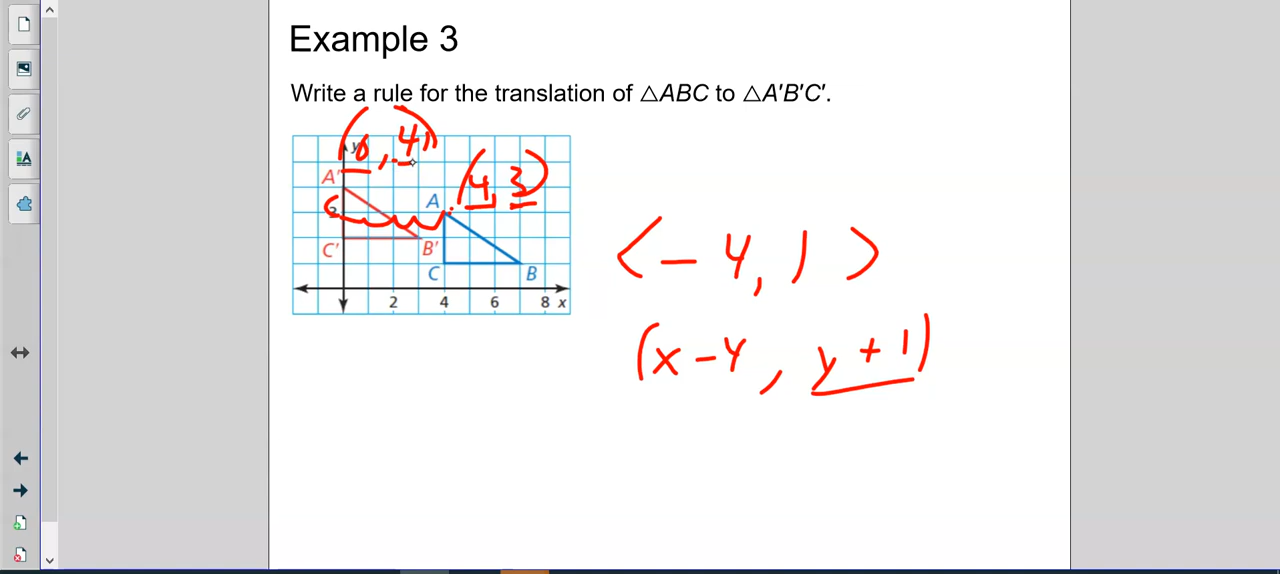 Example 3
Write a rule for the translation of △ABC to △A′B′C′.
(0, 4)
y
A′
(4, 3)
A
2
C′
B′
C
B
2 4 6 8 x
⟨-4, 1⟩
(x-4, y+1)